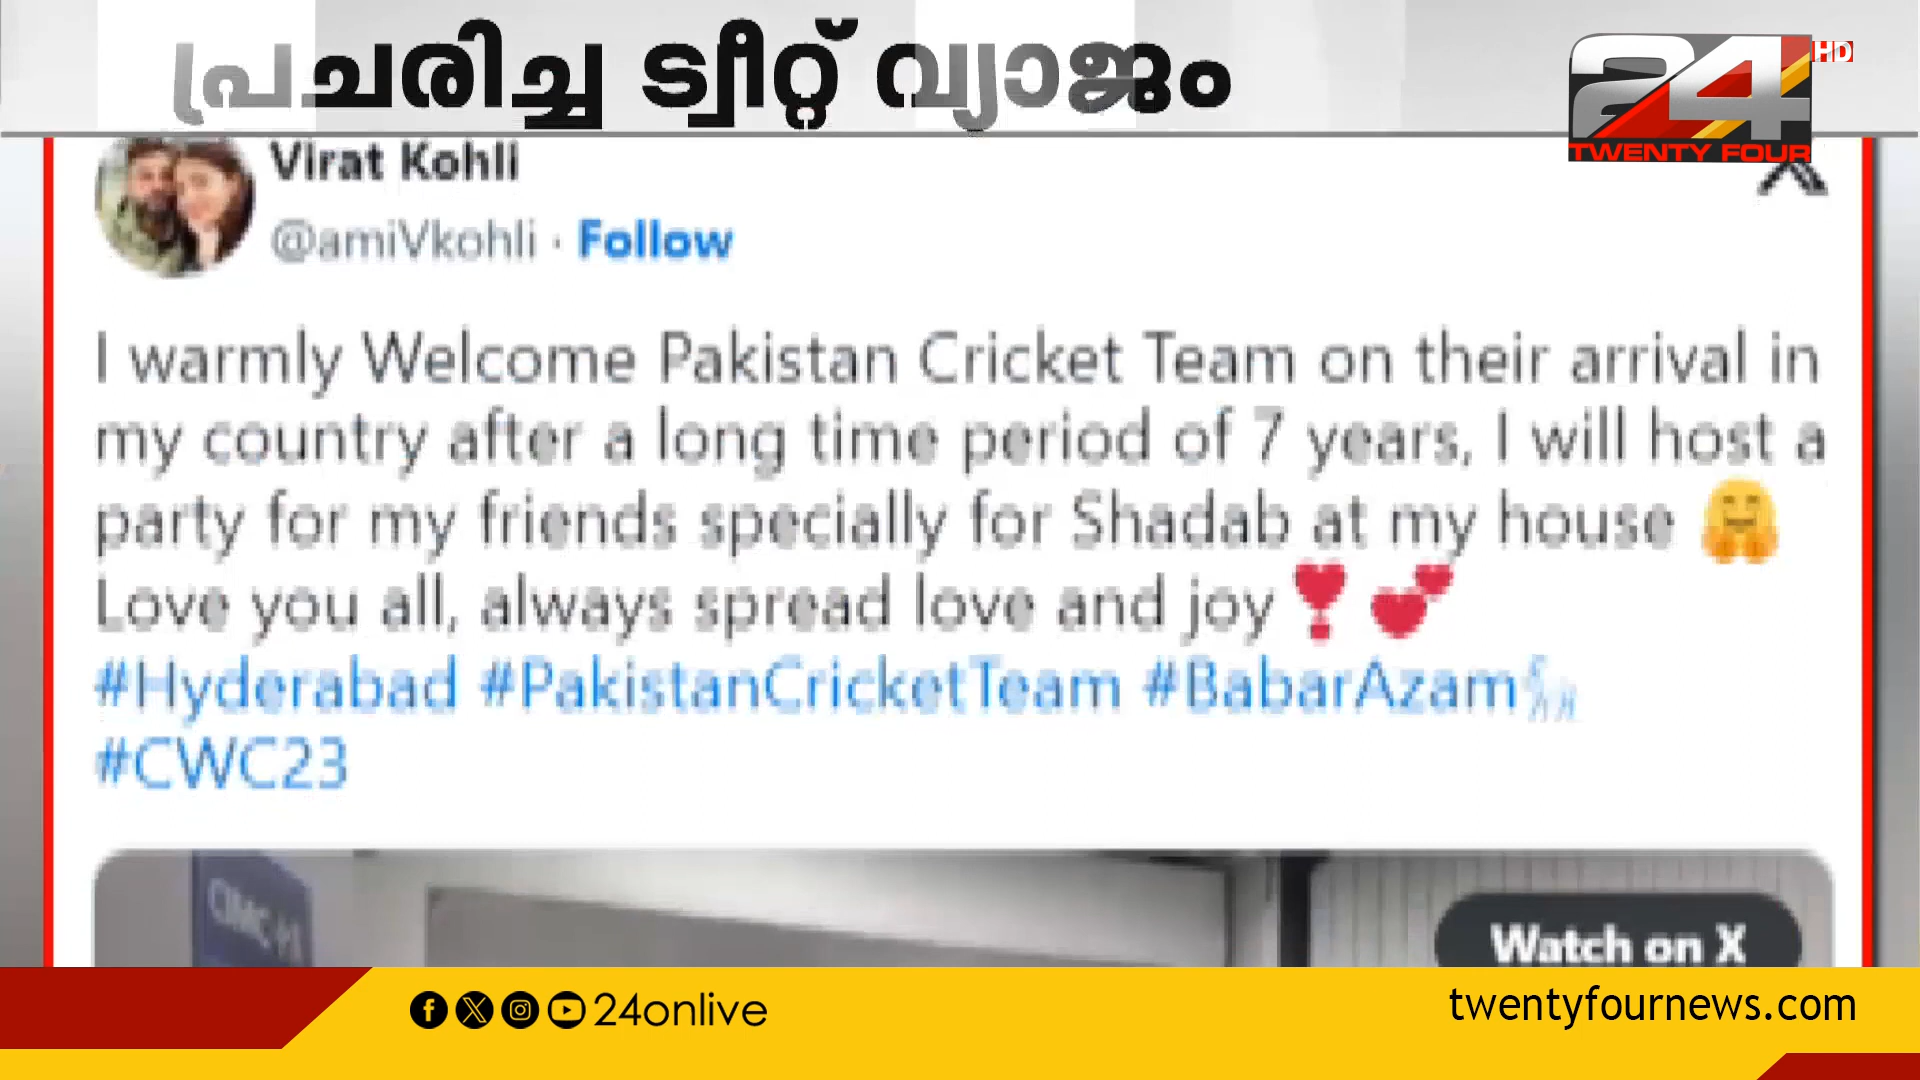 പ്രചരിച്ച ട്വീറ്റ് വ്യാജം
24 HD
TWENTY FOUR
Virat Kohli
@amiVkohli · Follow
I warmly Welcome Pakistan Cricket Team on their arrival in
my country after a long time period of 7 years, I will host a
party for my friends specially for Shadab at my house 🤗
Love you all, always spread love and joy ❣️ 💕
#Hyderabad #PakistanCricketTeam #BabarAzam
#CWC23
Watch on X
24onlive
twentyfournews.com